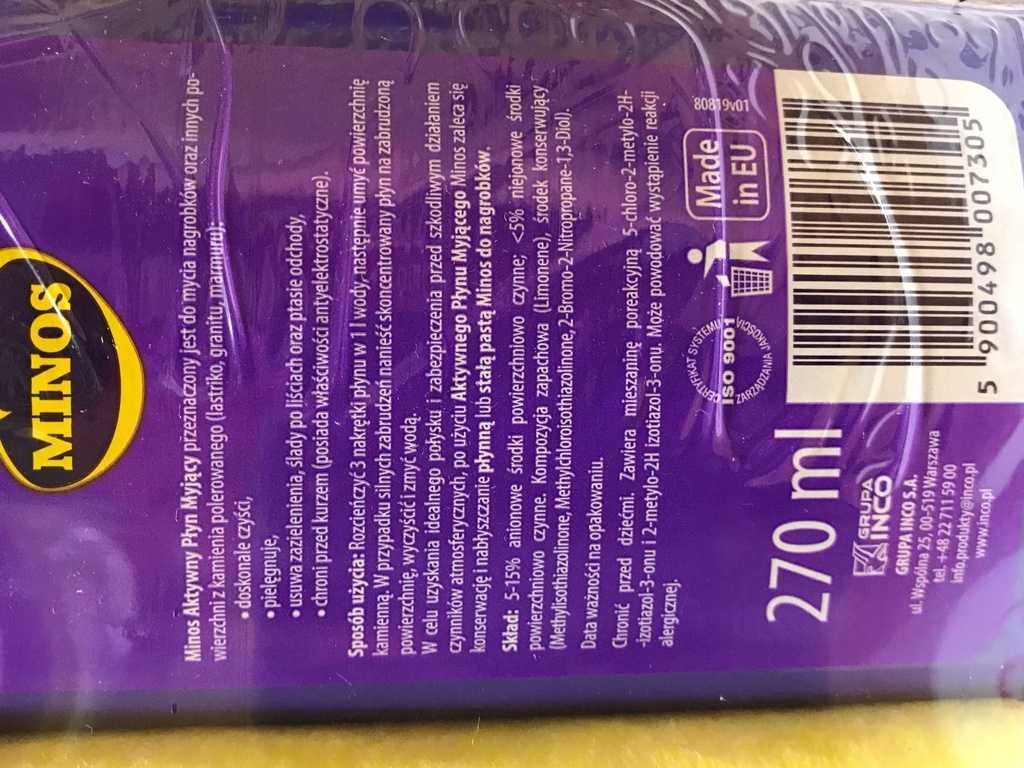 MINOS
Minos Aktywny Płyn Myjący przeznaczony jest do mycia nagrobków oraz innych po-
wierzchni z kamienia polerowanego (lastriko, granitu, marmuru):
• doskonale czyści,
• pielęgnuje,
• usuwa zazielenienia, ślady po liściach oraz ptasie odchody,
• chroni przed kurzem (posiada właściwości antyelektrostatyczne).
Sposób użycia: Rozcieńczyć 3 nakrętki płynu w 1 l wody, następnie umyć powierzchnię
kamienną. W przypadku silnych zabrudzeń nanieść skoncentrowany płyn na zabrudzoną
powierzchnię, wyczyścić i zmyć wodą.
W celu uzyskania idealnego połysku i zabezpieczenia przed szkodliwym działaniem
czynników atmosferycznych, po użyciu Aktywnego Płynu Myjącego Minos zaleca się
konserwację i nabłyszczanie płynną lub stałą pastą Minos do nagrobków.
Skład: 5-15% anionowe środki powierzchniowo czynne; <5% niejonowe środki
powierzchniowo czynne. Kompozycja zapachowa (Limonene), środek konserwujący
(Methylisothiazolinone, Methylchloroisothiazolinone, 2-Bromo-2-Nitropropane-1,3-Diol).
Data ważności na opakowaniu.
Chronić przed dziećmi. Zawiera mieszaninę poreakcyjną 5-chloro-2-metylo-2H-
-izotiazol-3-onu i 2-metylo-2H izotiazol-3-onu. Może powodować wystąpienie reakcji
alergicznej.
CERTYFIKAT SYSTEMU
ISO 9001
ZARZĄDZANIA JAKOŚCIĄ
Made
in EU
80819v01
270 ml
GRUPA
INCO
GRUPA INCO S.A.
ul. Wspólna 25, 00-519 Warszawa
tel. +48 22 711 59 00
info.produkty@inco.pl
www.inco.pl
5 900498 007305